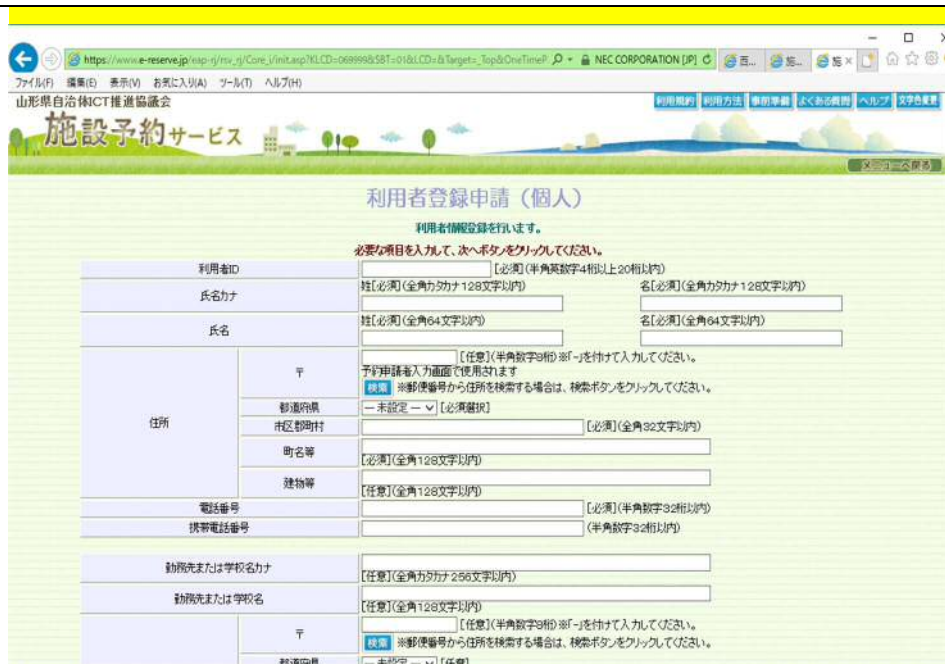 https://www.e-reserve.jp/eap-rj/rsv_rj/Core_i/init.asp?KLCD=069999&SBT=01&LCD=&Target=_Top&OneTimeP
NEC CORPORATION [JP]
百... 施... 施...
ファイル(F) 編集(E) 表示(V) お気に入り(A) ツール(T) ヘルプ(H)
山形県自治体ICT推進協議会
利用規約 利用方法 事前準備 よくある質問 ヘルプ 文字色変更
施設予約サービス
メニューへ戻る
利用者登録申請（個人）
利用者情報登録を行います。
必要な項目を入力して、次へボタンをクリックしてください。
利用者ID [必須](半角英数字4桁以上20桁以内)
氏名カナ 姓[必須](全角カタカナ128文字以内) 名[必須](全角カタカナ128文字以内)
氏名 姓[必須](全角64文字以内) 名[必須](全角64文字以内)
住所
〒 [任意](半角数字8桁)※「-」を付けて入力してください。
予約申請者入力画面で使用されます
検索 ※郵便番号から住所を検索する場合は、検索ボタンをクリックしてください。
都道府県 — 未設定 — [必須選択]
市区郡町村 [必須](全角32文字以内)
町名等
[必須](全角128文字以内)
建物等
[任意](全角128文字以内)
電話番号 [必須](半角数字32桁以内)
携帯電話番号 (半角数字32桁以内)
勤務先または学校名カナ
[任意](全角カタカナ256文字以内)
勤務先または学校名
[任意](全角128文字以内)
〒 [任意](半角数字8桁)※「-」を付けて入力してください。
検索 ※郵便番号から住所を検索する場合は、検索ボタンをクリックしてください。
都道府県 — 未設定 — [任意]